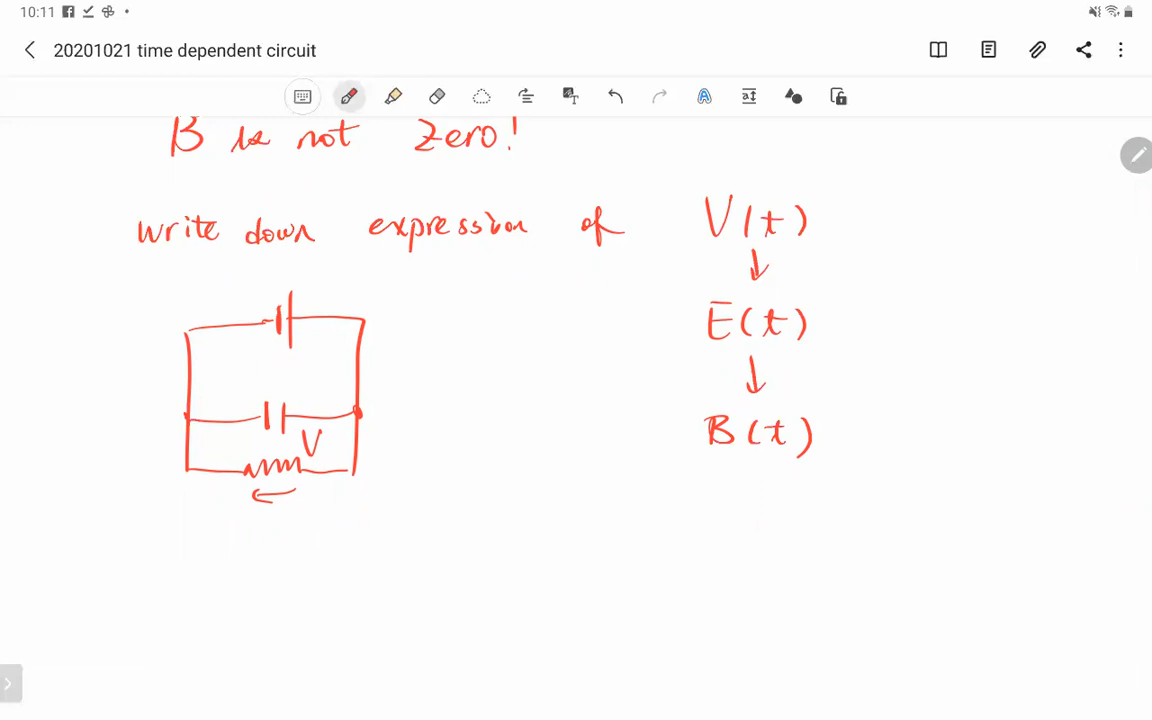 10:11
20201021 time dependent circuit
B is not zero!
write down expression of V(t)
↓
E(t)
↓
B(t)
V